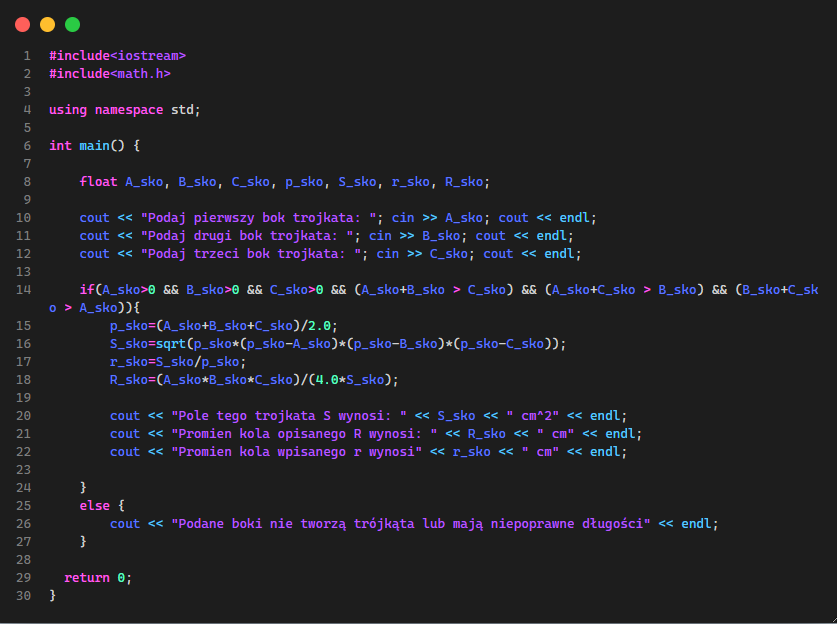 1 #include<iostream>
2 #include<math.h>
3
4 using namespace std;
5
6 int main() {
7
8     float A_sko, B_sko, C_sko, p_sko, S_sko, r_sko, R_sko;
9
10     cout << "Podaj pierwszy bok trojkata: "; cin >> A_sko; cout << endl;
11     cout << "Podaj drugi bok trojkata: "; cin >> B_sko; cout << endl;
12     cout << "Podaj trzeci bok trojkata: "; cin >> C_sko; cout << endl;
13
14     if(A_sko>0 && B_sko>0 && C_sko>0 && (A_sko+B_sko > C_sko) && (A_sko+C_sko > B_sko) && (B_sko+C_sk
o > A_sko)){
15         p_sko=(A_sko+B_sko+C_sko)/2.0;
16         S_sko=sqrt(p_sko*(p_sko-A_sko)*(p_sko-B_sko)*(p_sko-C_sko));
17         r_sko=S_sko/p_sko;
18         R_sko=(A_sko*B_sko*C_sko)/(4.0*S_sko);
19
20         cout << "Pole tego trojkata S wynosi: " << S_sko << " cm^2" << endl;
21         cout << "Promien kola opisanego R wynosi: " << R_sko << " cm" << endl;
22         cout << "Promien kola wpisanego r wynosi" << r_sko << " cm" << endl;
23
24     }
25     else {
26         cout << "Podane boki nie tworzą trójkąta lub mają niepoprawne długości" << endl;
27     }
28
29   return 0;
30 }